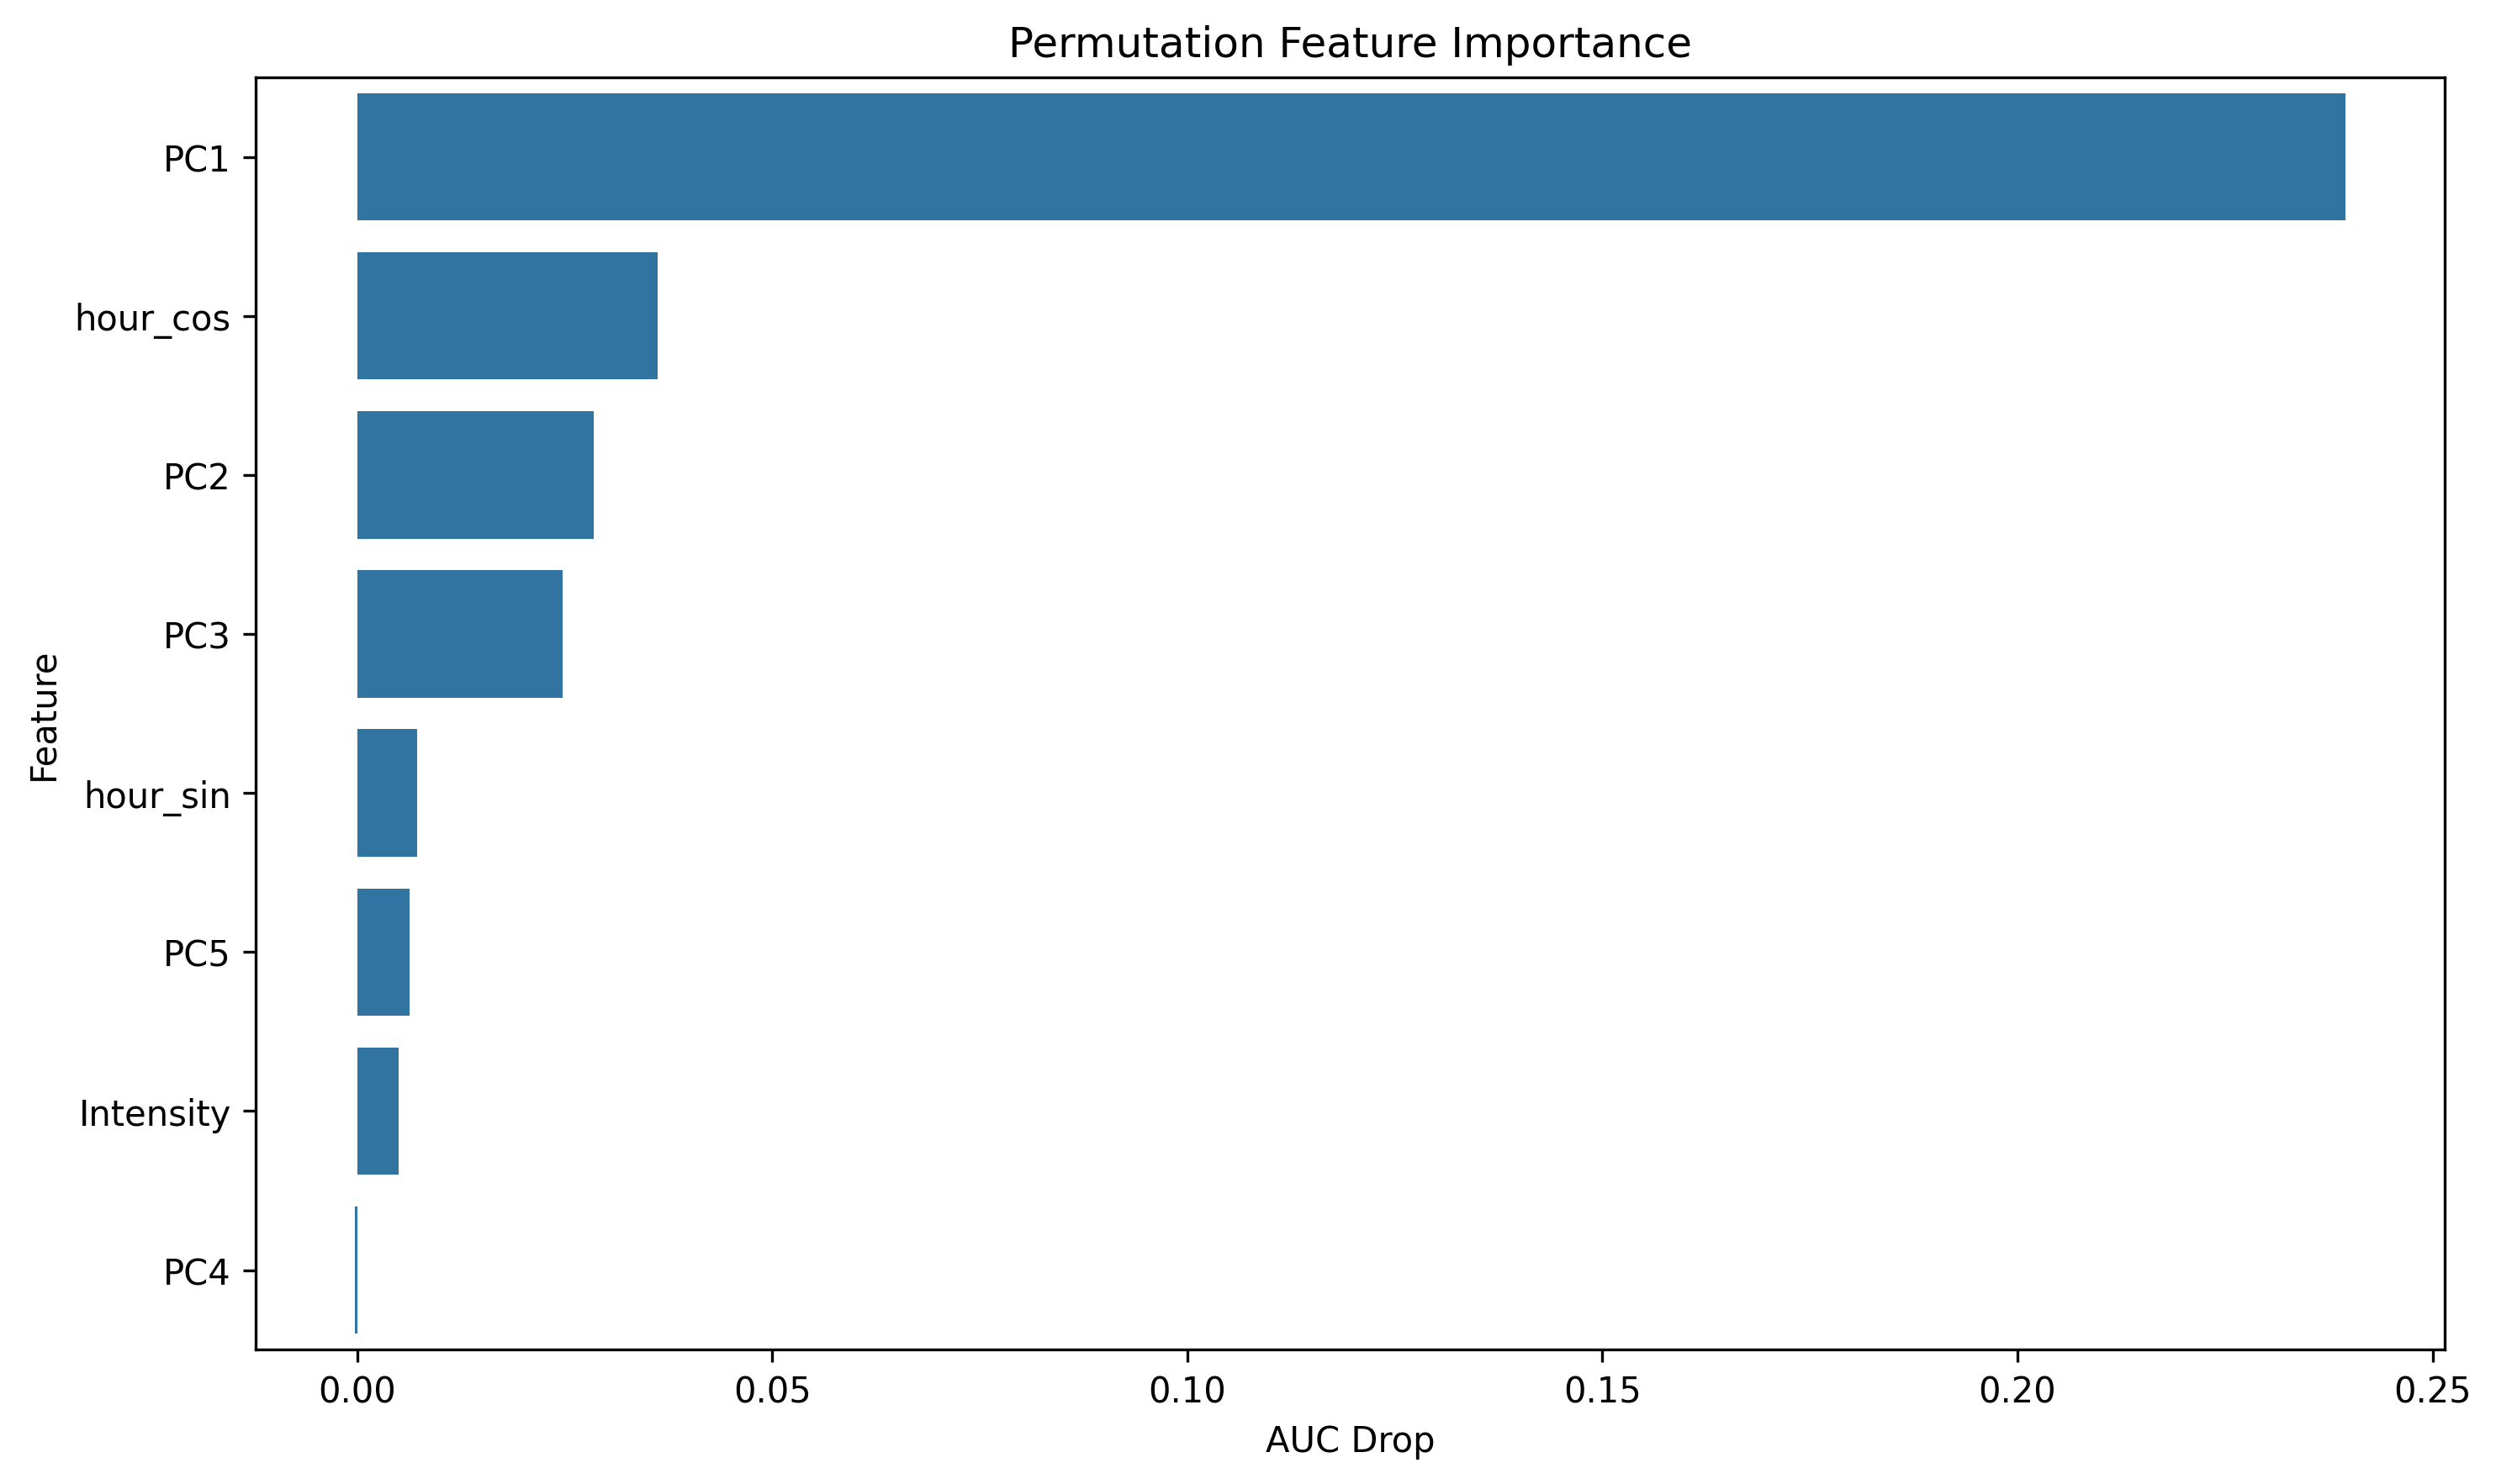 Permutation Feature Importance
PC1
hour_cos
PC2
PC3
hour_sin
PC5
Intensity
PC4
Feature
0.00 0.05 0.10 0.15 0.20 0.25
AUC Drop